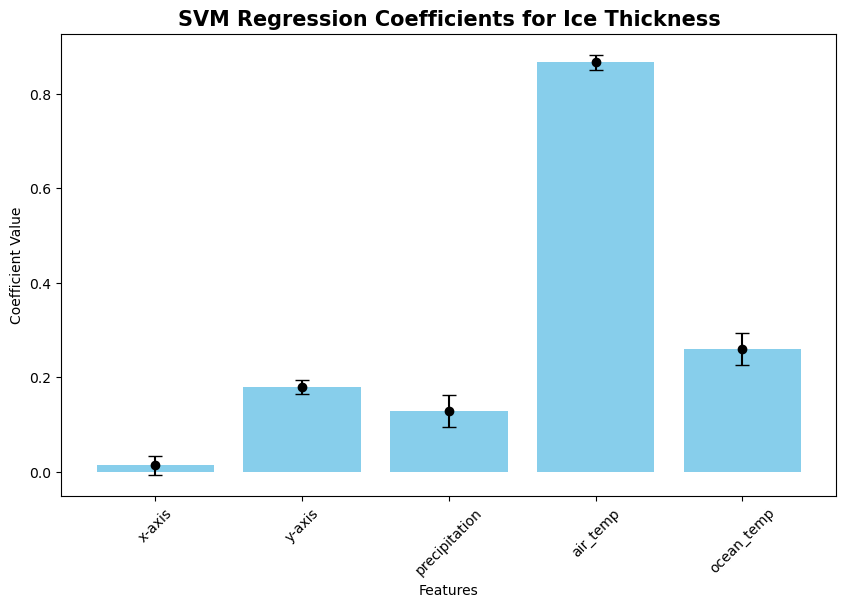 SVM Regression Coefficients for Ice Thickness
Coefficient Value
0.8
0.6
0.4
0.2
0.0
x-axis
y-axis
precipitation
air_temp
ocean_temp
Features